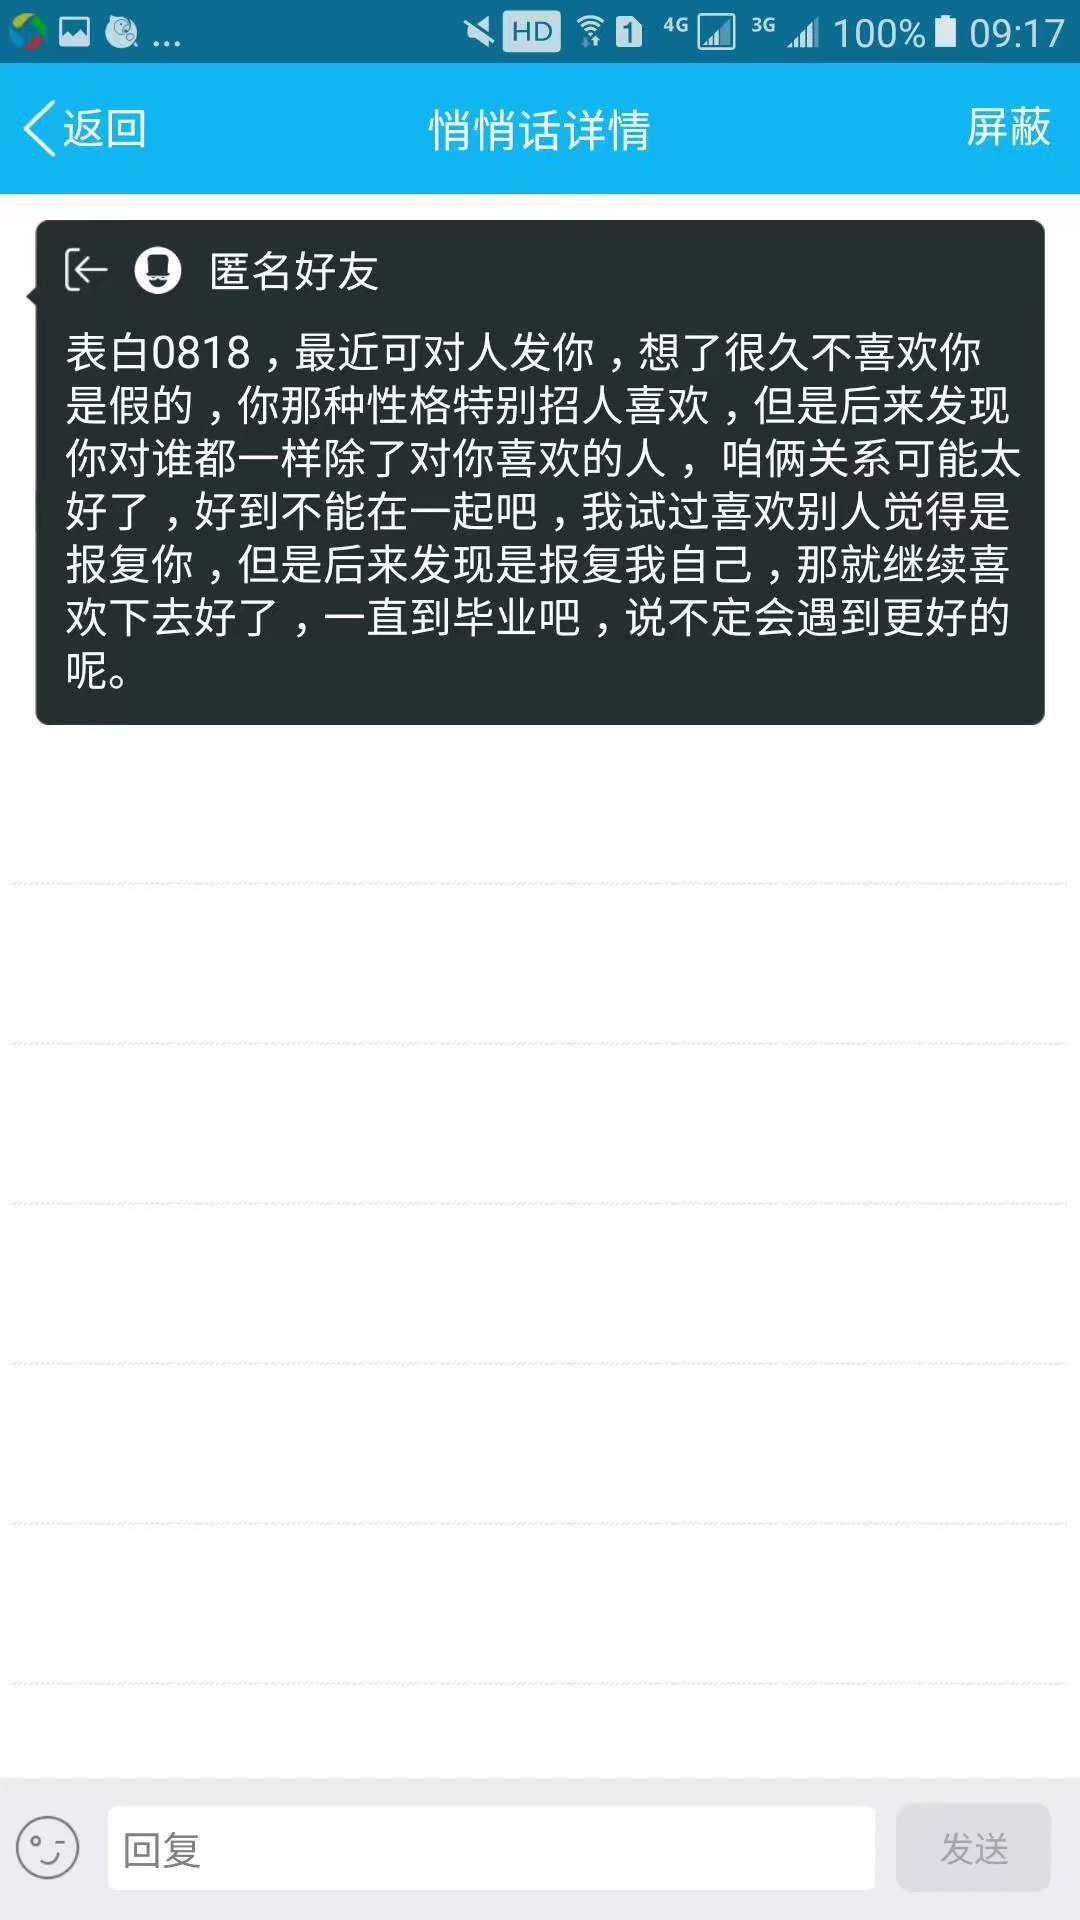 ... HD 1 4G 3G 100% 09:17
返回 悄悄话详情 屏蔽
匿名好友
表白0818，最近可对人发你，想了很久不喜欢你
是假的，你那种性格特别招人喜欢，但是后来发现
你对谁都一样除了对你喜欢的人，咱俩关系可能太
好了，好到不能在一起吧，我试过喜欢别人觉得是
报复你，但是后来发现是报复我自己，那就继续喜
欢下去好了，一直到毕业吧，说不定会遇到更好的
呢。
回复 发送